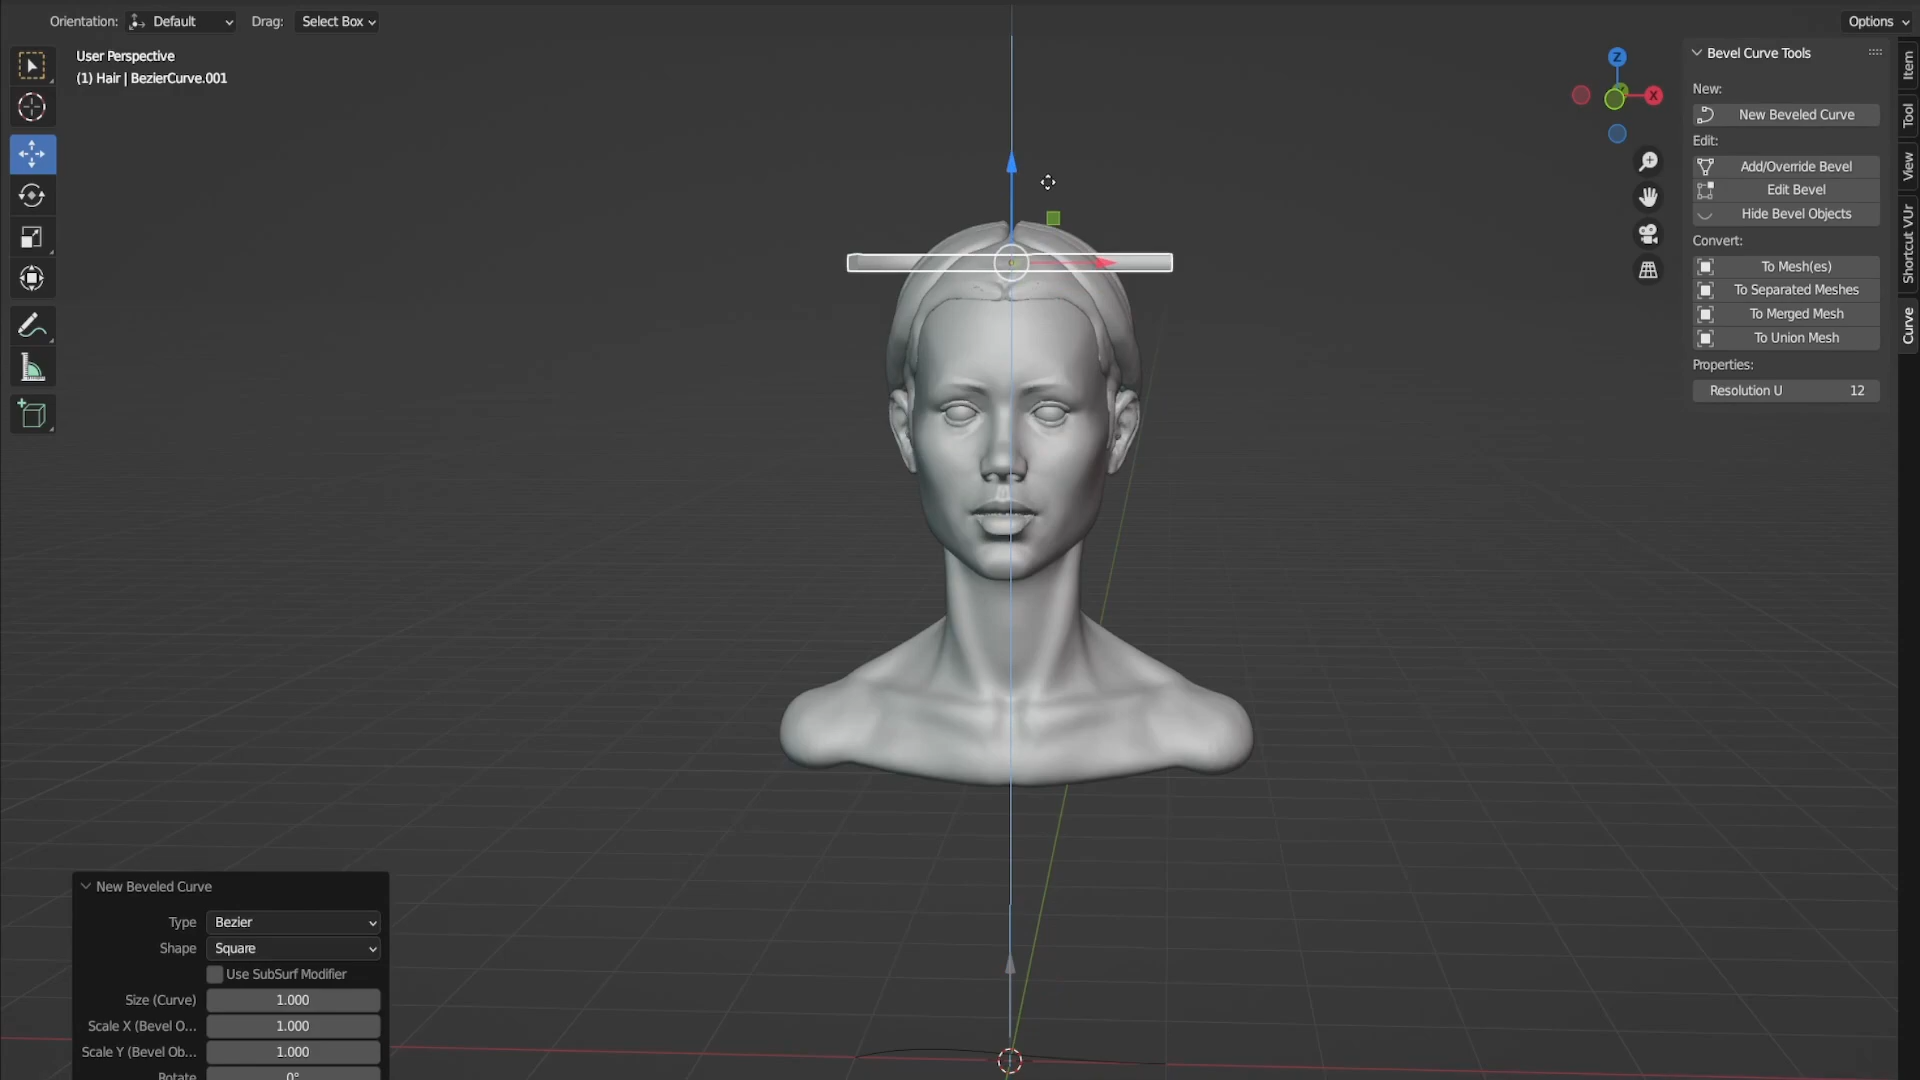 Orientation: Default Drag: Select Box Options
User Perspective
(1) Hair | BezierCurve.001
Z
X
Bevel Curve Tools
New:
New Beveled Curve
Edit:
Add/Override Bevel
Edit Bevel
Hide Bevel Objects
Convert:
To Mesh(es)
To Separated Meshes
To Merged Mesh
To Union Mesh
Properties:
Resolution U 12
Item
Tool
View
Shortcut VUr
Curve
New Beveled Curve
Type Bezier
Shape Square
Use SubSurf Modifier
Size (Curve) 1.000
Scale X (Bevel O... 1.000
Scale Y (Bevel Ob... 1.000
Rotate 0°